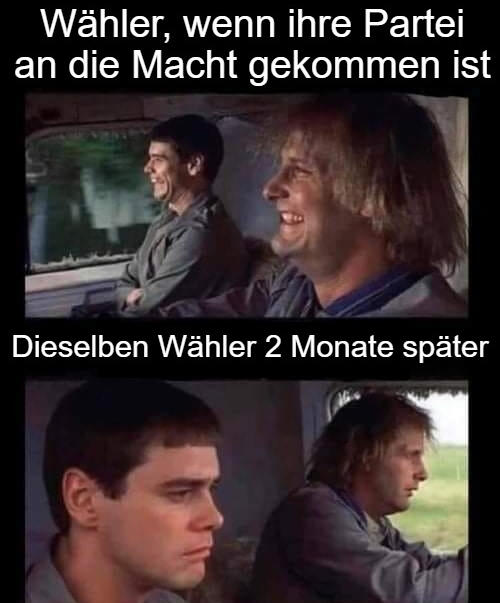 Wähler, wenn ihre Partei
an die Macht gekommen ist
Dieselben Wähler 2 Monate später